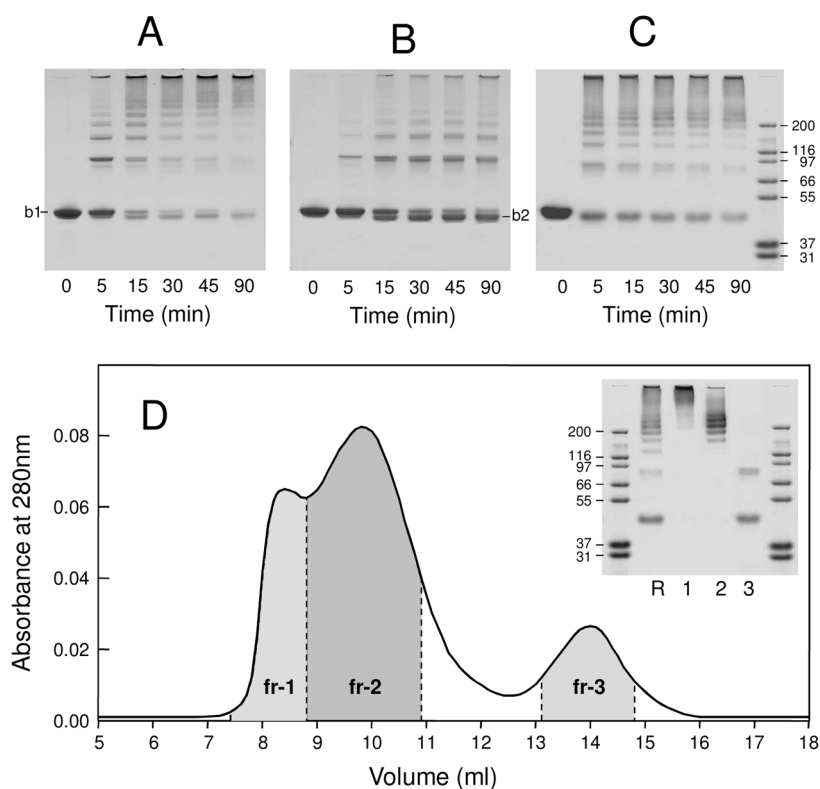 A B C
b1
b2
200
116
97
66
55
37
31
0 5 15 30 45 90
0 5 15 30 45 90
0 5 15 30 45 90
Time (min)
Time (min)
Time (min)
D
Absorbance at 280nm
0.08
0.06
0.04
0.02
0.00
200
116
97
66
55
37
31
R 1 2 3
fr-1 fr-2 fr-3
5 6 7 8 9 10 11 12 13 14 15 16 17 18
Volume (ml)